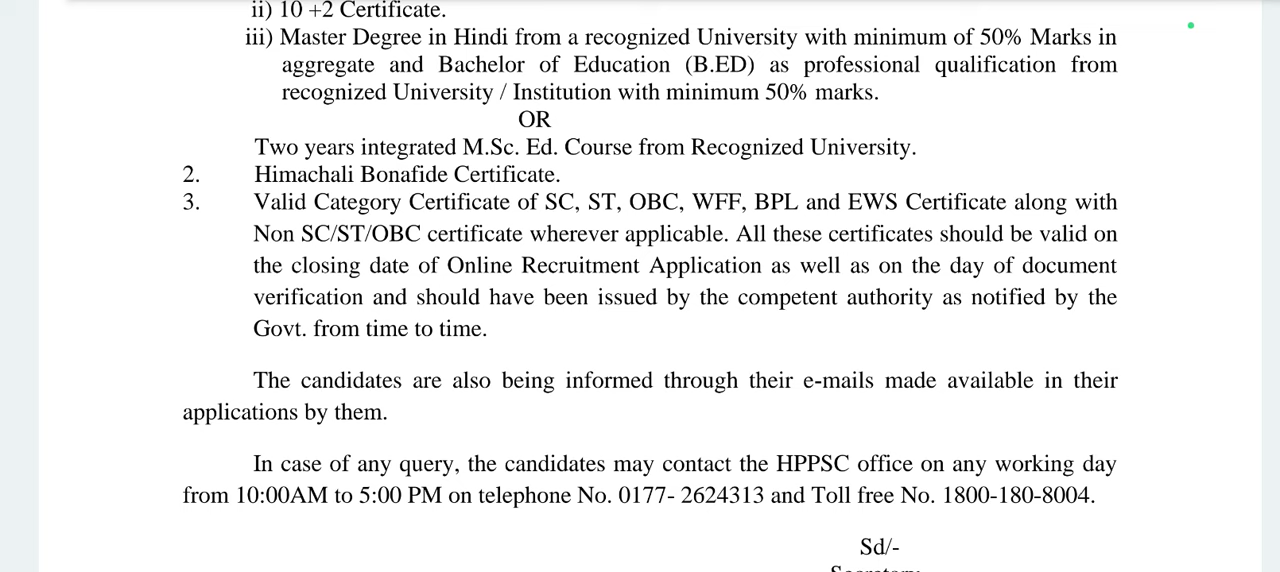 ii) 10 +2 Certificate.
iii) Master Degree in Hindi from a recognized University with minimum of 50% Marks in
aggregate and Bachelor of Education (B.ED) as professional qualification from
recognized University / Institution with minimum 50% marks.
OR
Two years integrated M.Sc. Ed. Course from Recognized University.
2. Himachali Bonafide Certificate.
3. Valid Category Certificate of SC, ST, OBC, WFF, BPL and EWS Certificate along with
Non SC/ST/OBC certificate wherever applicable. All these certificates should be valid on
the closing date of Online Recruitment Application as well as on the day of document
verification and should have been issued by the competent authority as notified by the
Govt. from time to time.
The candidates are also being informed through their e-mails made available in their
applications by them.
In case of any query, the candidates may contact the HPPSC office on any working day
from 10:00AM to 5:00 PM on telephone No. 0177- 2624313 and Toll free No. 1800-180-8004.
Sd/-